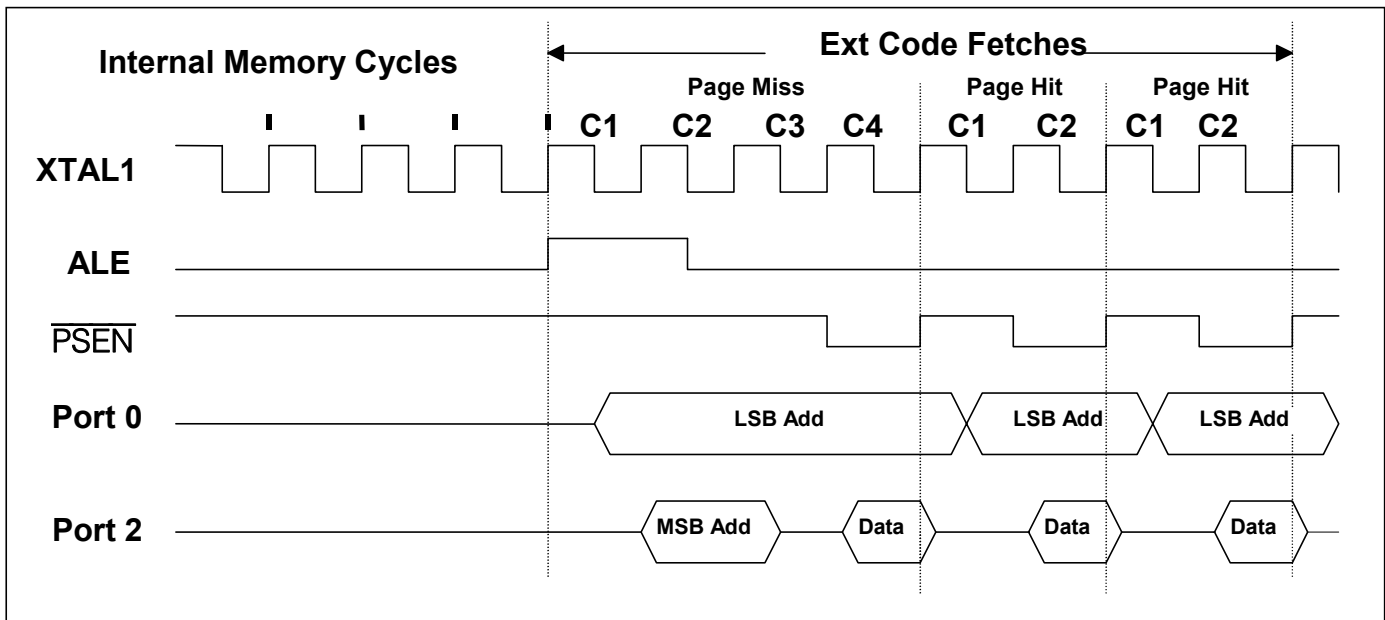 Ext Code Fetches
Internal Memory Cycles
Page Miss Page Hit Page Hit
C1 C2 C3 C4 C1 C2 C1 C2
XTAL1
ALE
PSEN
Port 0 LSB Add LSB Add LSB Add
Port 2 MSB Add Data Data Data